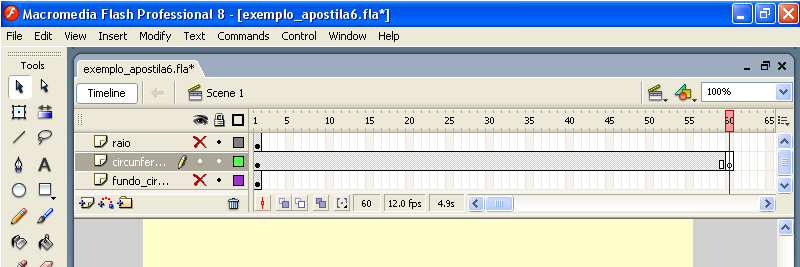 Macromedia Flash Professional 8 - [exemplo_apostila6.fla*]
File Edit View Insert Modify Text Commands Control Window Help
Tools
exemplo_apostila6.fla*
Timeline Scene 1 100%
1 5 10 15 20 25 30 35 40 45 50 55 60 65
raio
circunfer...
fundo_cir...
60 12.0 fps 4.9s
A